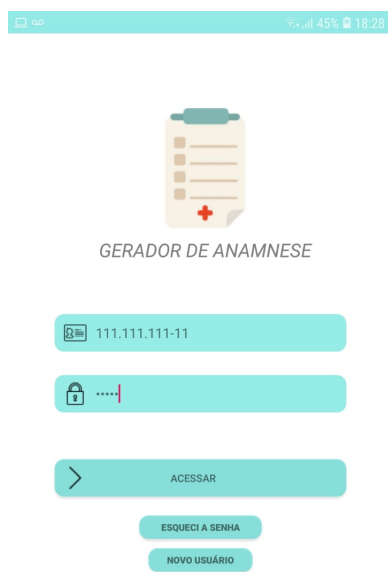 45% 18:28
GERADOR DE ANAMNESE
111.111.111-11
•••••
ACESSAR
ESQUECI A SENHA
NOVO USUÁRIO